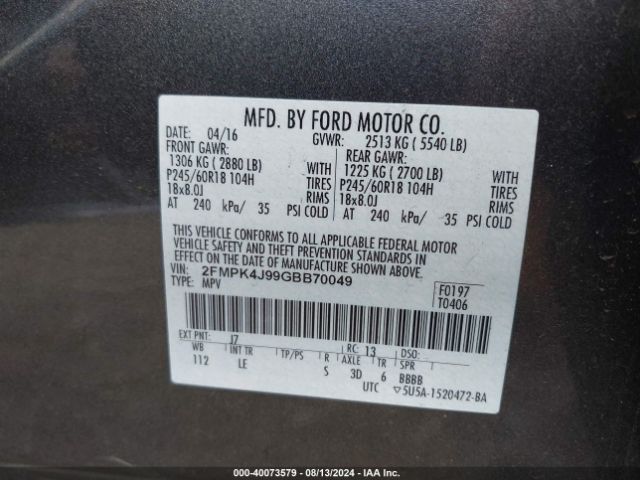 MFD. BY FORD MOTOR CO.
DATE: 04/16 GVWR: 2513 KG ( 5540 LB)
FRONT GAWR: REAR GAWR:
1306 KG ( 2880 LB) WITH 1225 KG ( 2700 LB) WITH
P245/60R18 104H TIRES P245/60R18 104H TIRES
18x8.0J RIMS 18x8.0J RIMS
AT 240 kPa/ 35 PSI COLD AT 240 kPa/ 35 PSI COLD
THIS VEHICLE CONFORMS TO ALL APPLICABLE FEDERAL MOTOR
VEHICLE SAFETY AND THEFT PREVENTION STANDARDS IN
EFFECT ON THE DATE OF MANUFACTURE SHOWN ABOVE.
VIN: 2FMPK4J99GBB70049 F0197
TYPE: MPV T0406
EXT PNT: J7 RC: 13 DSO:
WB INT TR TP/PS R AXLE TR SPR
112 LE S 3D 6 BBBB
UTC ▽5U5A-1520472-BA
000-40073579 - 08/13/2024 - IAA Inc.